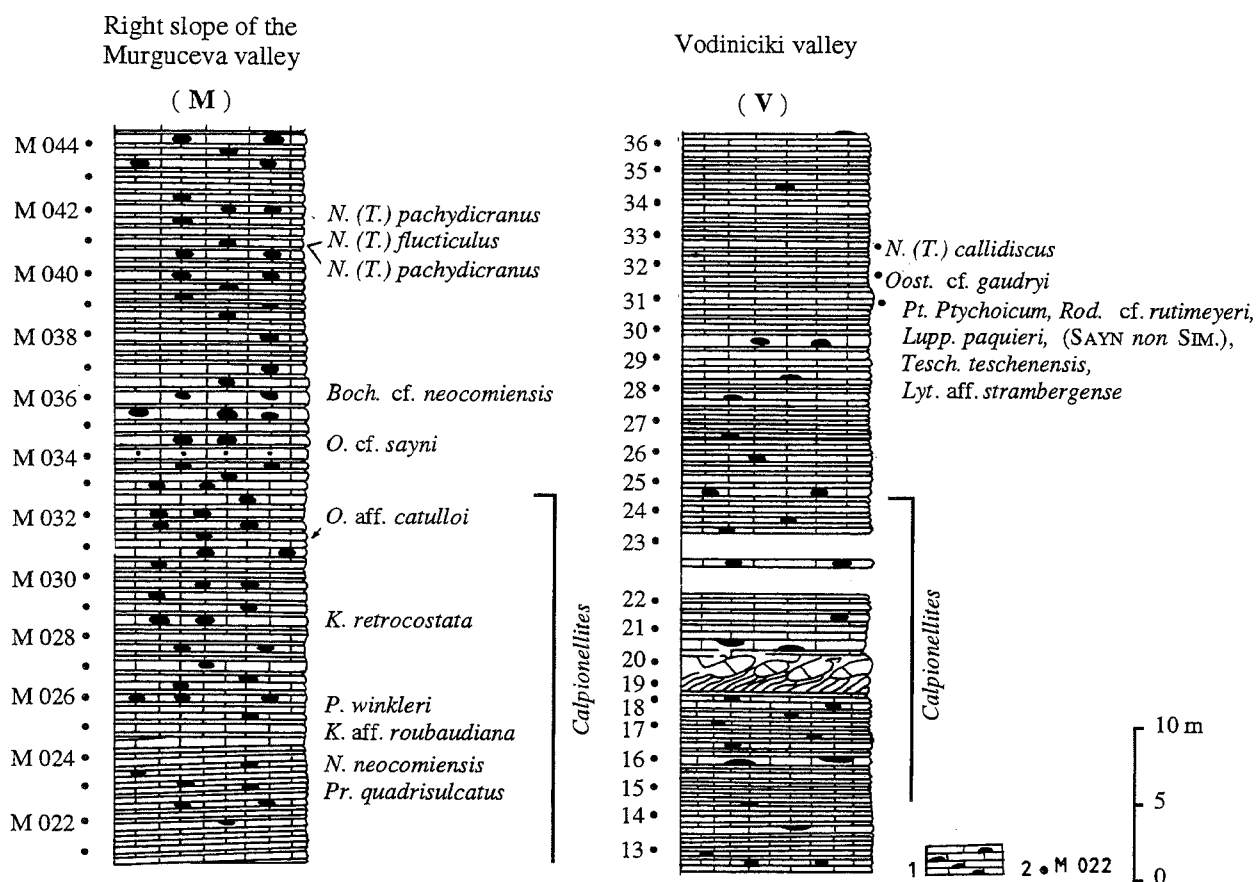 Right slope of the
Murguceva valley
( M )
M 044
M 042
M 040
M 038
M 036
M 034
M 032
M 030
M 028
M 026
M 024
M 022
N. (T.) pachydicranus
N. (T.) flucticulus
N. (T.) pachydicranus
Boch. cf. neocomiensis
O. cf. sayni
O. aff. catulloi
K. retrocostata
P. winkleri
K. aff. roubaudiana
N. neocomiensis
Pr. quadrisulcatus
Calpionellites
Vodiniciki valley
( V )
36
35
34
33
32
31
30
29
28
27
26
25
24
23
22
21
20
19
18
17
16
15
14
13
N. (T.) callidiscus
Oost. cf. gaudryi
Pt. Ptychoicum, Rod. cf. rutimeyeri,
Lupp. paquieri, (SAYN non SIM.),
Tesch. teschenensis,
Lyt. aff. strambergense
Calpionellites
10 m
5
0
1
2 M 022